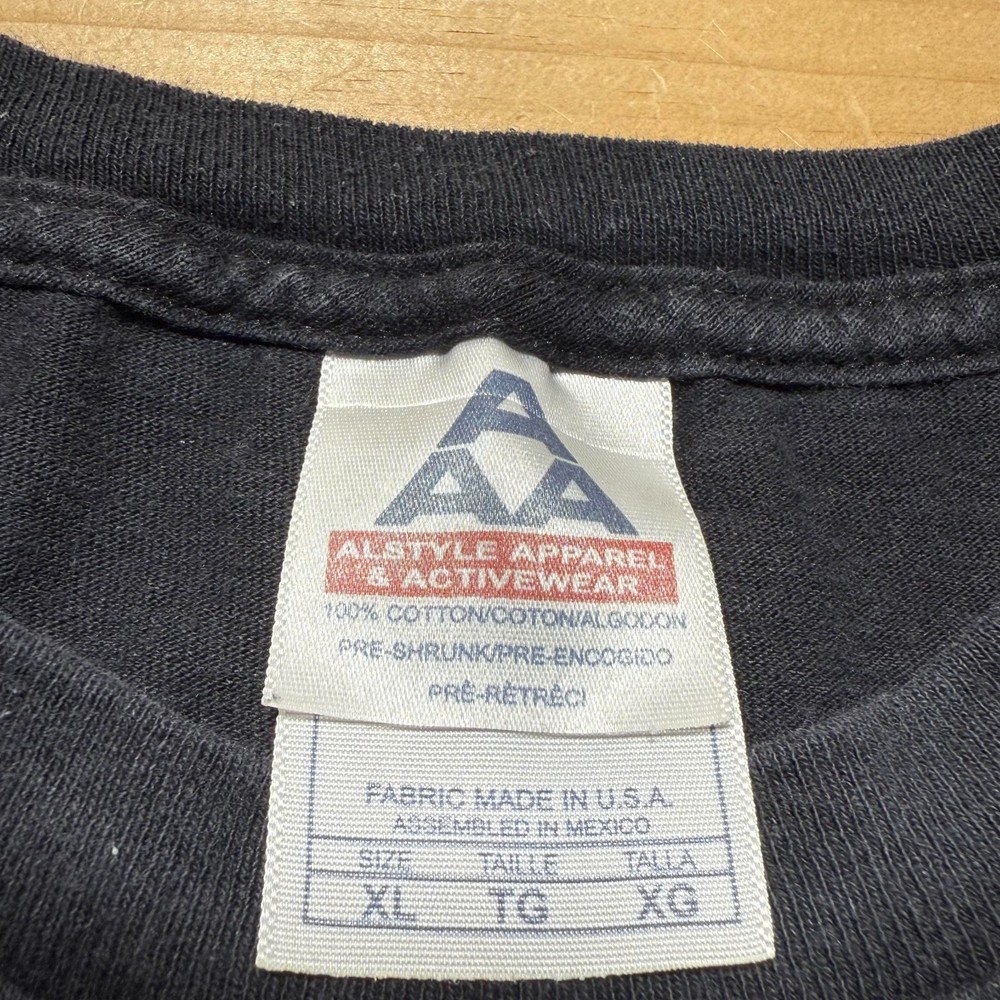 A
A A
ALSTYLE APPAREL
& ACTIVEWEAR
100% COTTON/COTON/ALGODON
PRE-SHRUNK/PRE-ENCOGIDO
PRÉ-RÉTRÉCI
FABRIC MADE IN U.S.A.
ASSEMBLED IN MEXICO
SIZE TAILLE TALLA
XL TG XG